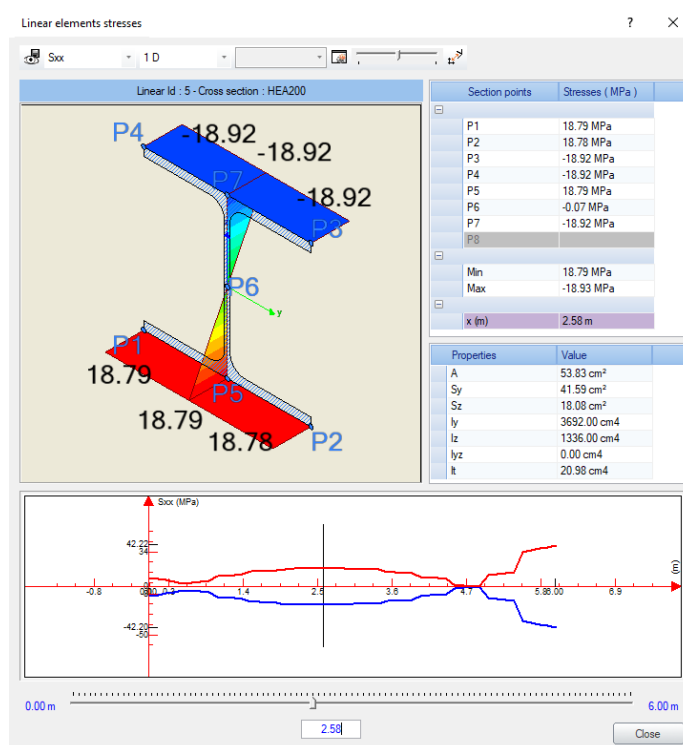 Linear elements stresses
?
×
Sxx
1 D
Linear Id : 5 - Cross section : HEA200
P4
-18.92
-18.92
P7
-18.92
P3
P6
y
P1
18.79
P5
18.79
18.78
P2
Section points Stresses ( MPa )
P1 18.79 MPa
P2 18.78 MPa
P3 -18.92 MPa
P4 -18.92 MPa
P5 18.79 MPa
P6 -0.07 MPa
P7 -18.92 MPa
P8
Min 18.79 MPa
Max -18.93 MPa
x (m) 2.58 m
Properties Value
A 53.83 cm²
Sy 41.59 cm²
Sz 18.08 cm²
Iy 3692.00 cm4
Iz 1336.00 cm4
Iyz 0.00 cm4
It 20.98 cm4
Sxx (MPa)
42.22
34
(m)
-0.8 0.3 1.4 2.5 3.6 4.7 5.8 6.00 6.9
-42.20
-50
0.00 m
6.00 m
2.58
Close